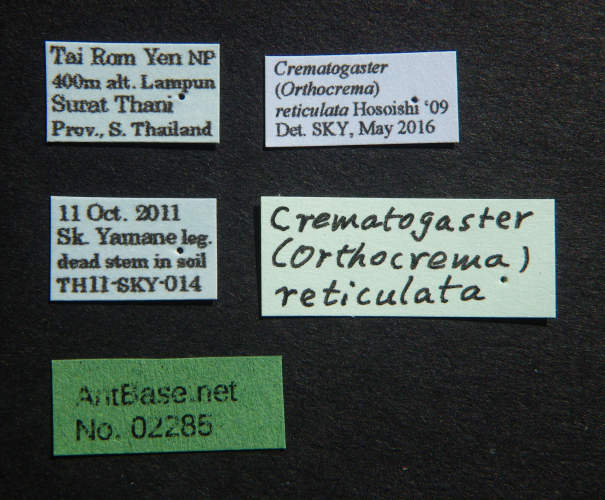 Tai Rom Yen NP
400m alt. Lampun
Surat Thani
Prov., S. Thailand
Crematogaster
(Orthocrema)
reticulata Hosoishi '09
Det. SKY, May 2016
11 Oct. 2011
Sk. Yamane leg.
dead stem in soil
TH11-SKY-014
Crematogaster
(Orthocrema)
reticulata
AntBase.net
No. 02285